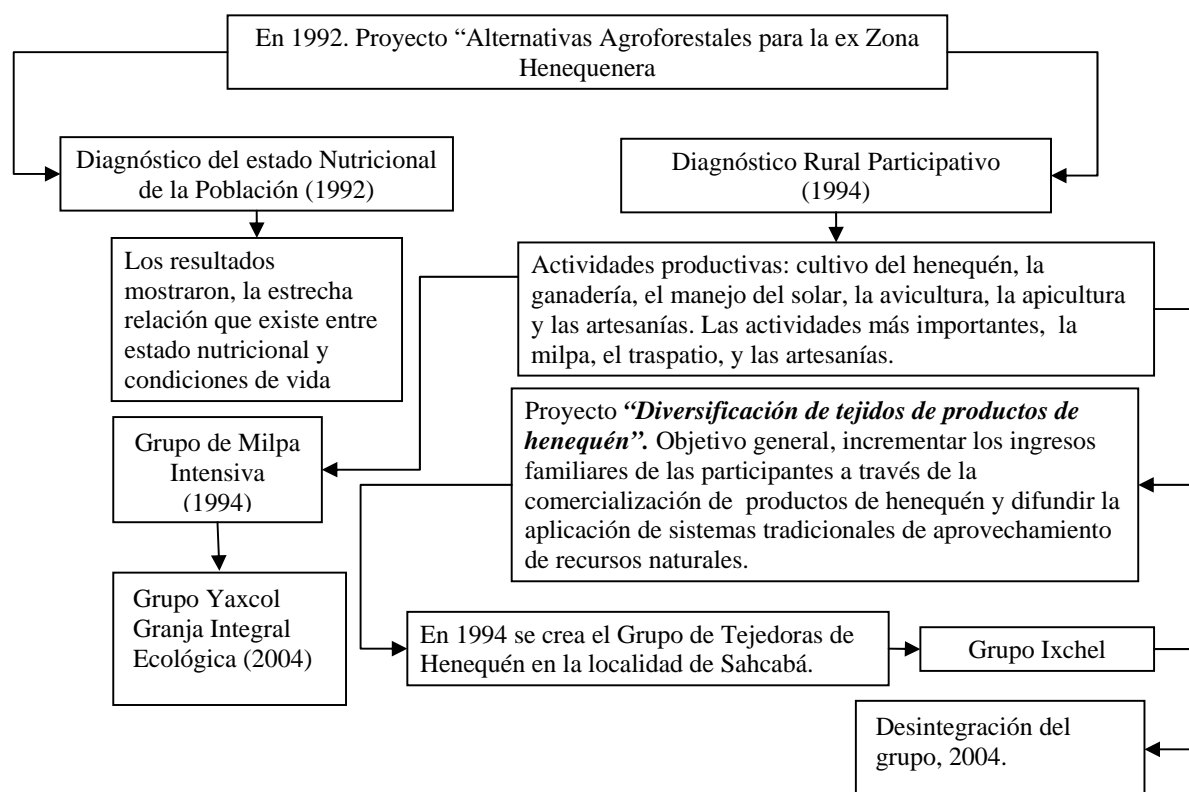 En 1992. Proyecto “Alternativas Agroforestales para la ex Zona
Henequenera
Diagnóstico del estado Nutricional
de la Población (1992)
Diagnóstico Rural Participativo
(1994)
Los resultados
mostraron, la estrecha
relación que existe entre
estado nutricional y
condiciones de vida
Actividades productivas: cultivo del henequén, la
ganadería, el manejo del solar, la avicultura, la apicultura
y las artesanías. Las actividades más importantes, la
milpa, el traspatio, y las artesanías.
Proyecto “Diversificación de tejidos de productos de
henequén”. Objetivo general, incrementar los ingresos
familiares de las participantes a través de la
comercialización de productos de henequén y difundir la
aplicación de sistemas tradicionales de aprovechamiento
de recursos naturales.
Grupo de Milpa
Intensiva
(1994)
Grupo Yaxcol
Granja Integral
Ecológica (2004)
En 1994 se crea el Grupo de Tejedoras de
Henequén en la localidad de Sahcabá.
Grupo Ixchel
Desintegración del
grupo, 2004.